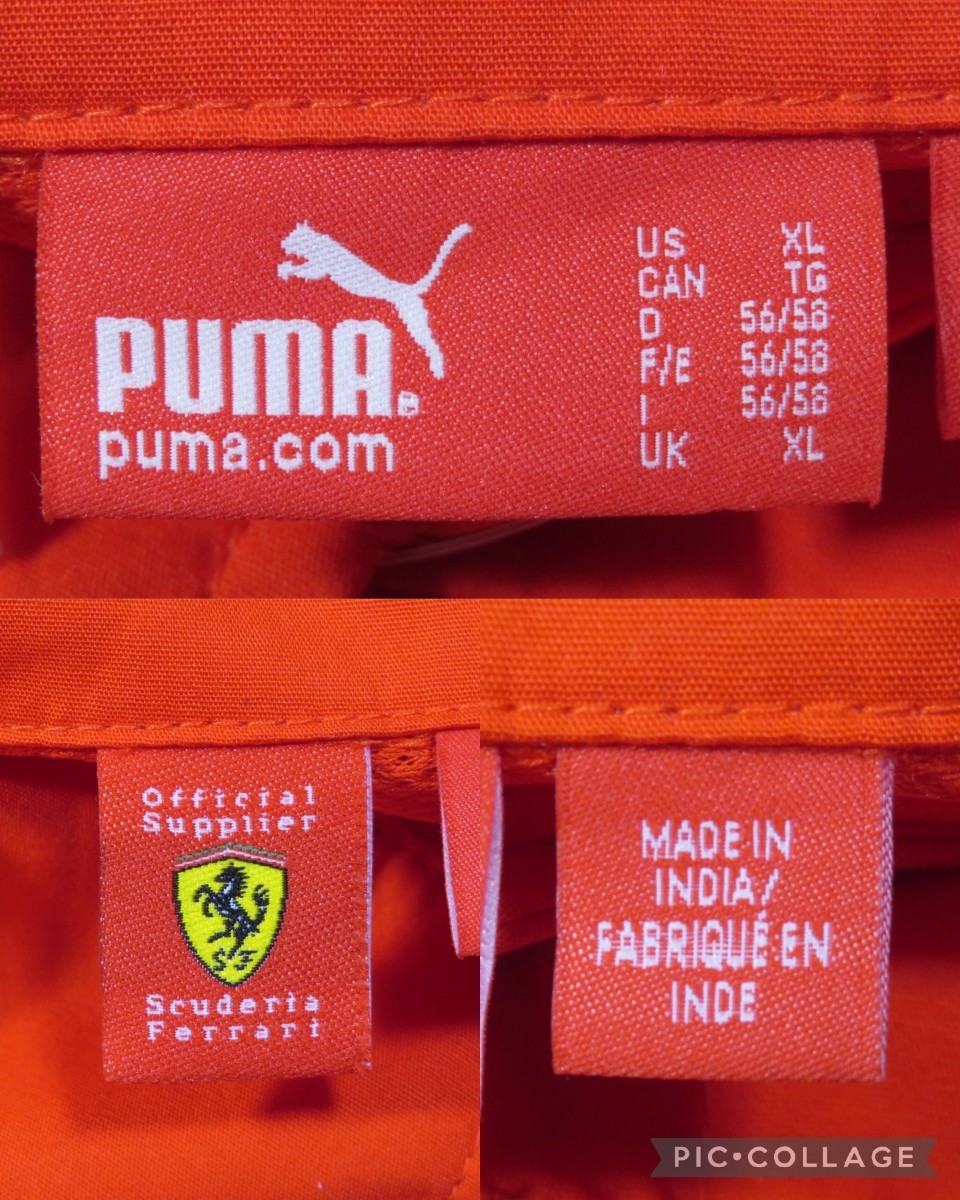 PUMA®
puma.com
US XL
CAN TG
D 56/58
F/E 56/58
I 56/58
UK XL
Official
Supplier
S F
Scuderia
Ferrari
MADE IN
INDIA/
FABRIQUÉ EN
INDE
PIC•COLLAGE